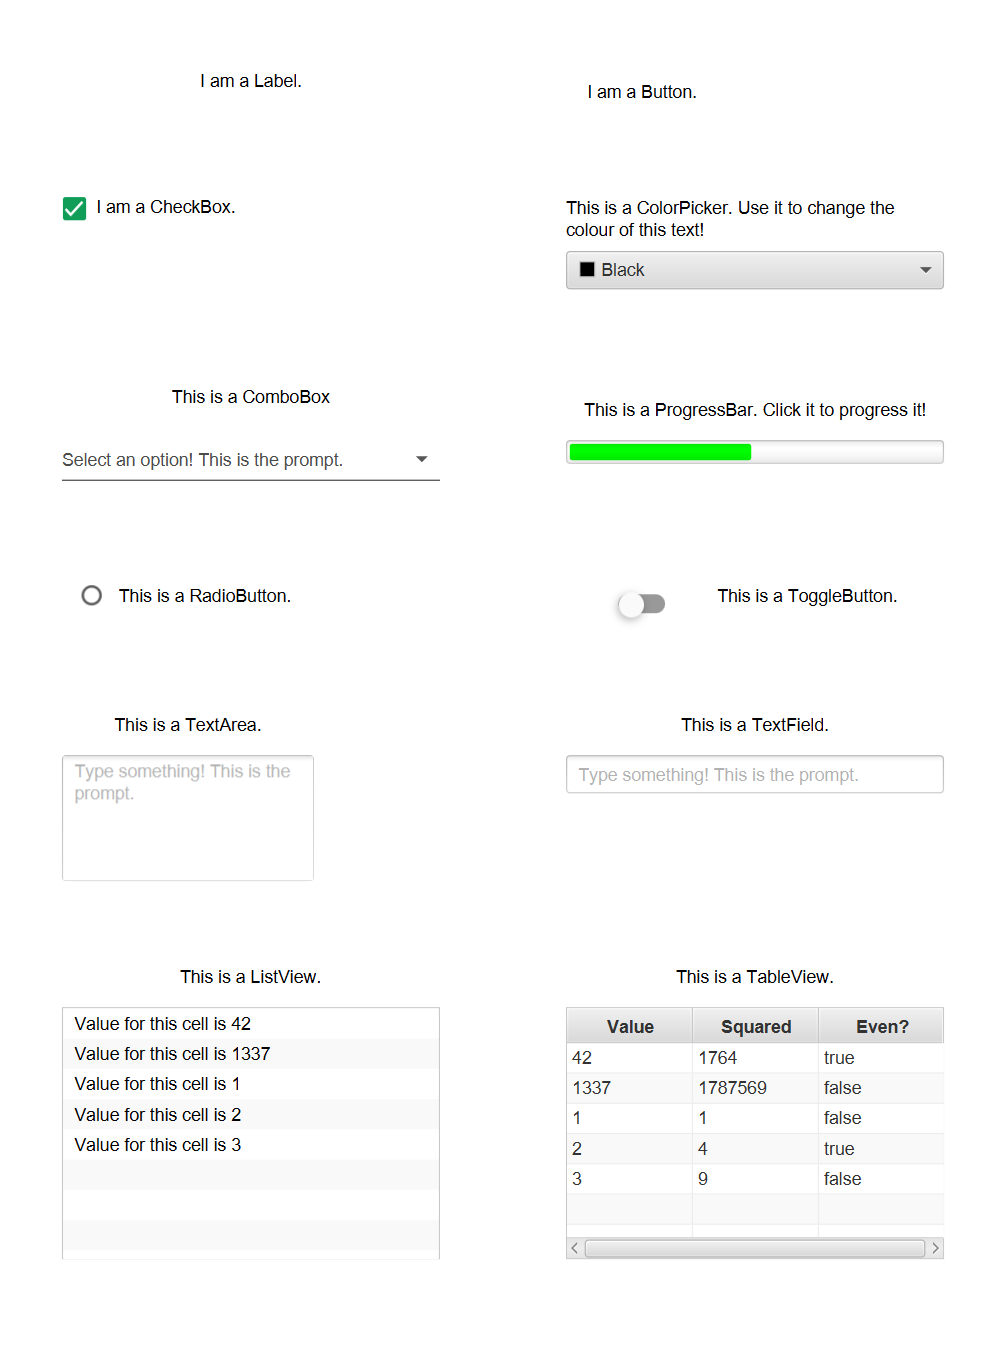 I am a Label.
I am a Button.
I am a CheckBox.
This is a ColorPicker. Use it to change the
colour of this text!
Black
This is a ComboBox
Select an option! This is the prompt.
This is a ProgressBar. Click it to progress it!
This is a RadioButton.
This is a ToggleButton.
This is a TextArea.
Type something! This is the
prompt.
This is a TextField.
Type something! This is the prompt.
This is a ListView.
Value for this cell is 42
Value for this cell is 1337
Value for this cell is 1
Value for this cell is 2
Value for this cell is 3
This is a TableView.
Value Squared Even?
42 1764 true
1337 1787569 false
1 1 false
2 4 true
3 9 false